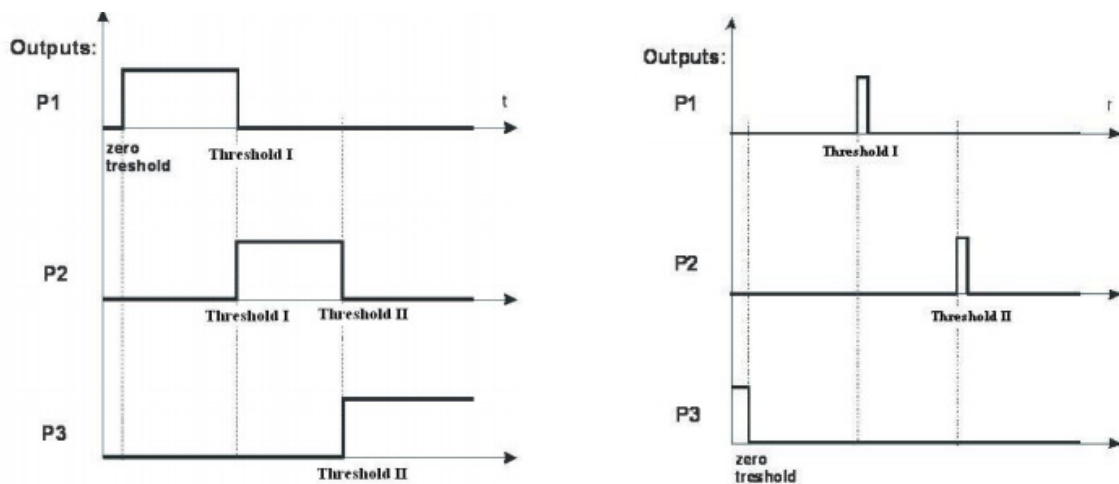 Outputs:
P1
t
zero
treshold
Threshold I
P2
Threshold I
Threshold II
P3
Threshold II
Outputs:
P1
r
Threshold I
P2
Threshold II
P3
zero
treshold